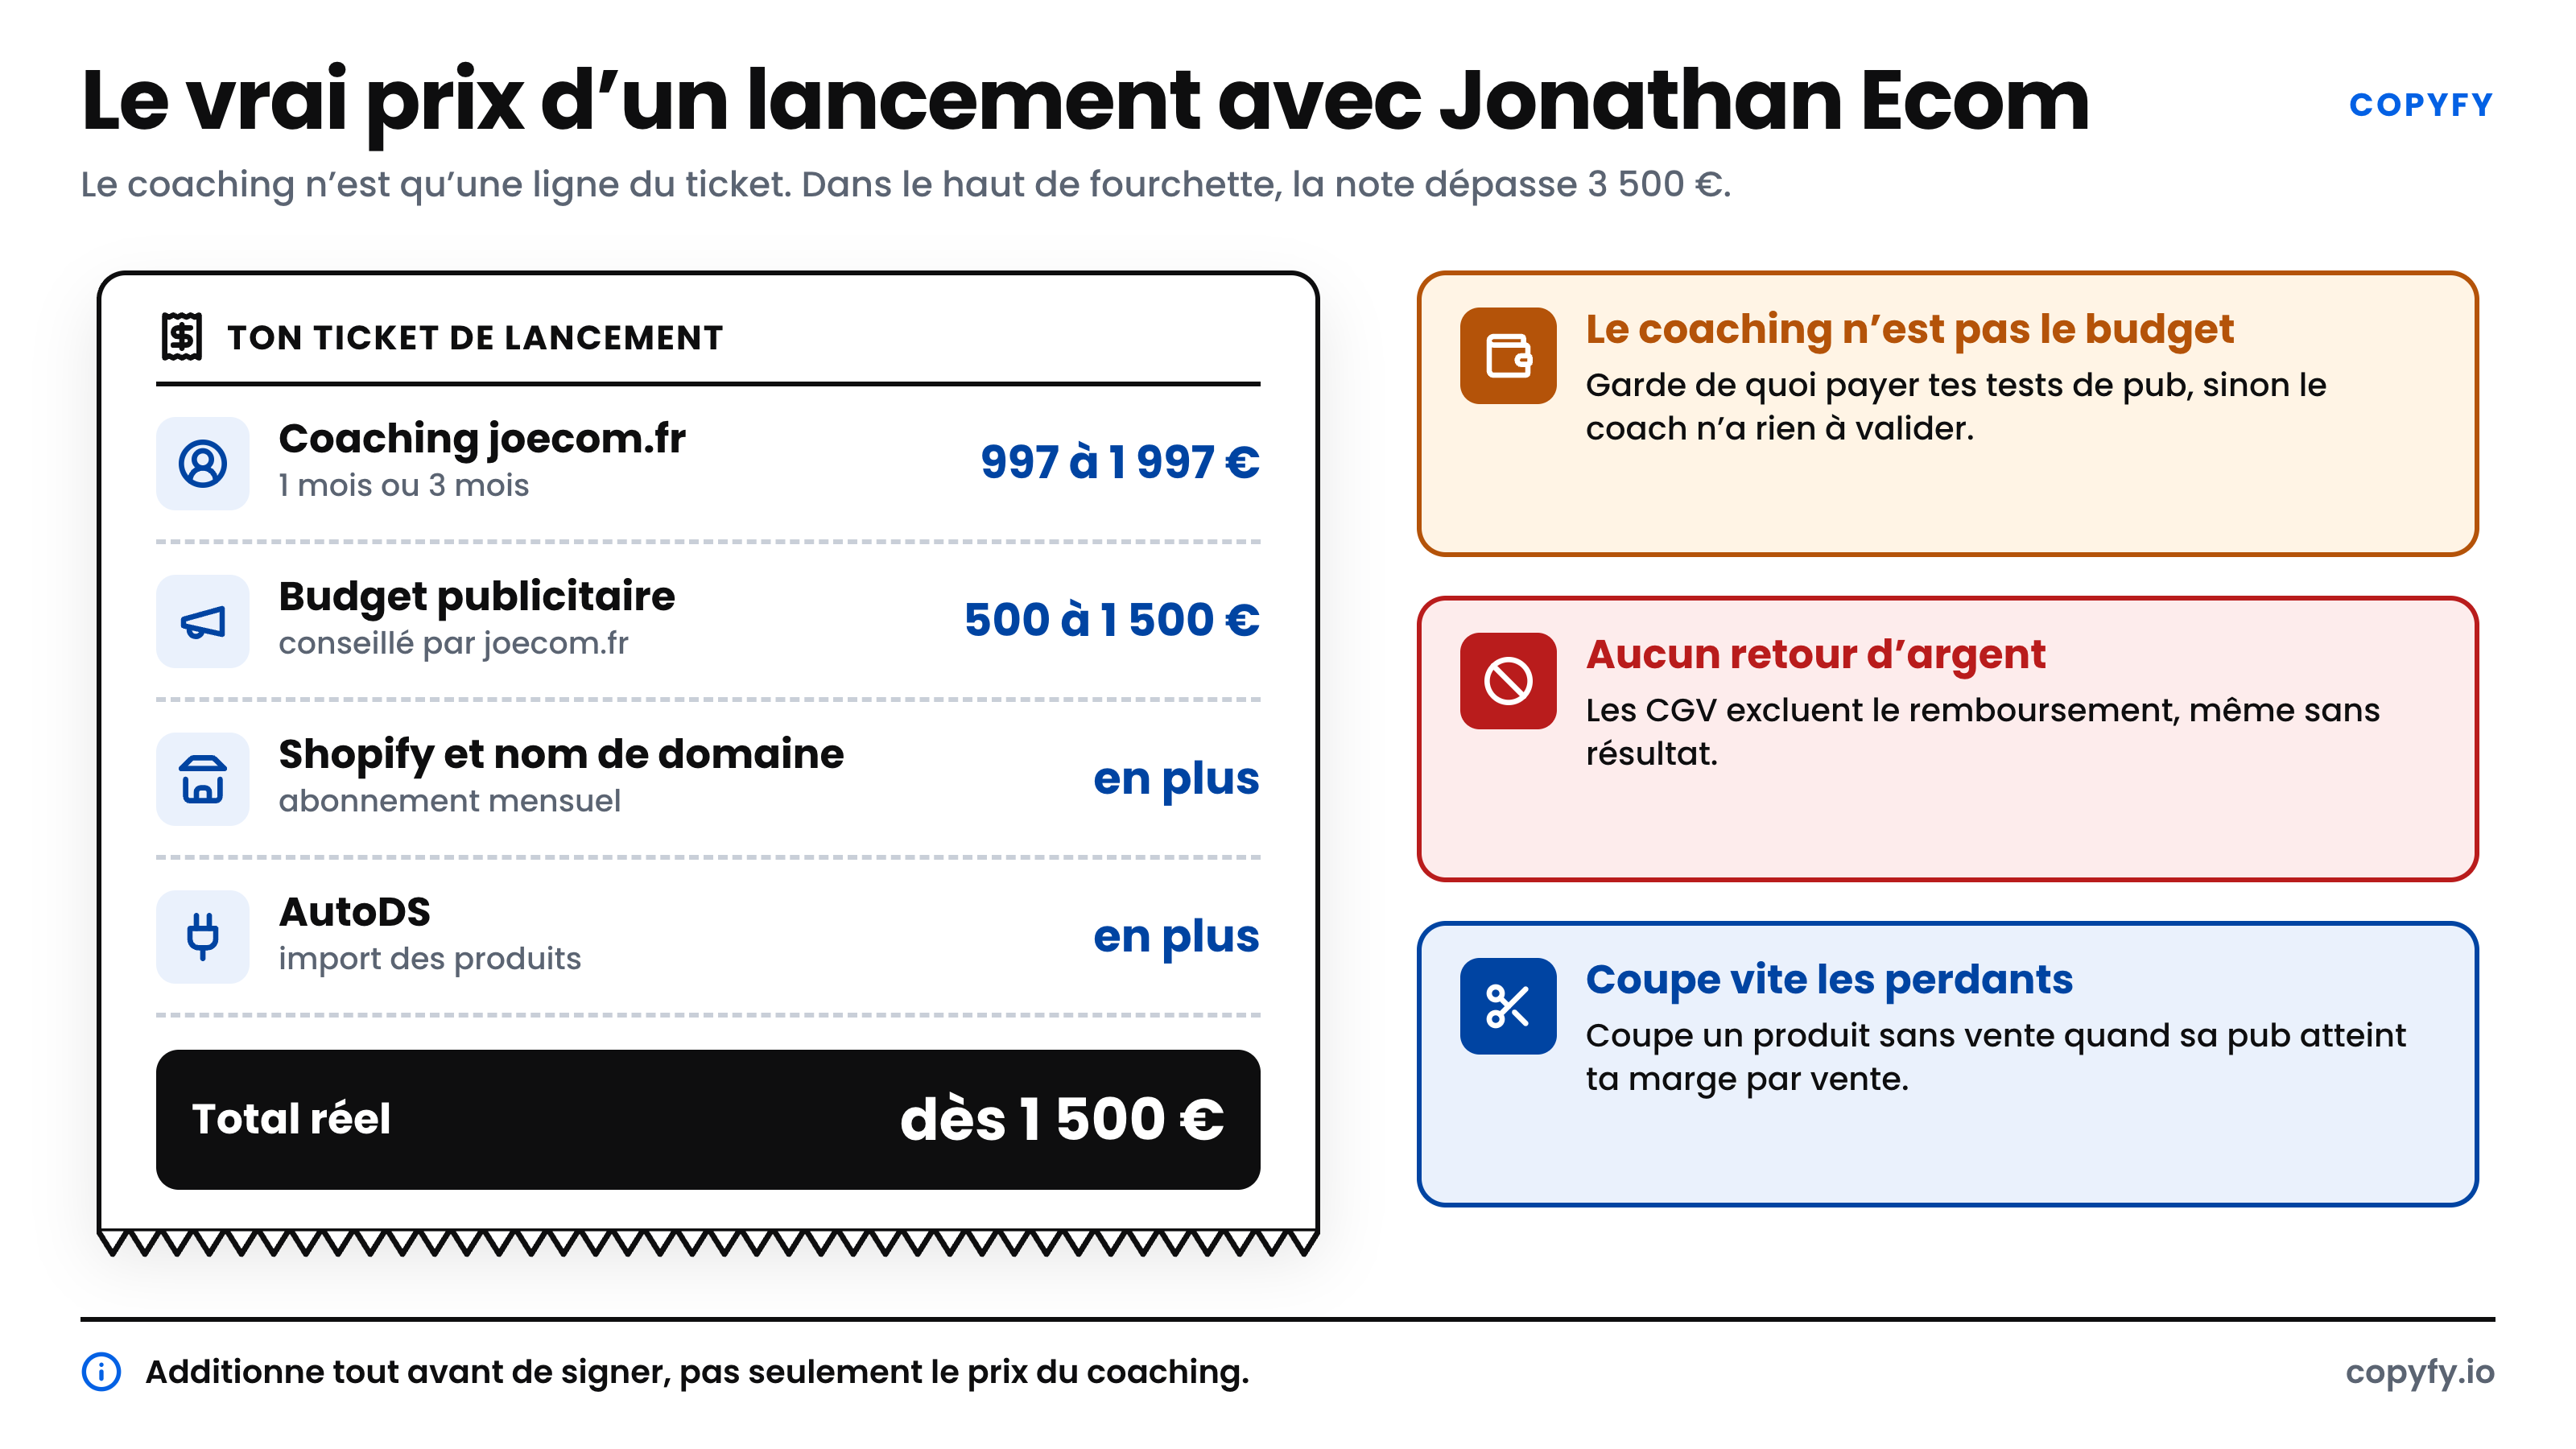 Le vrai prix d’un lancement avec Jonathan Ecom
COPYFY
Le coaching n’est qu’une ligne du ticket. Dans le haut de fourchette, la note dépasse 3 500 €.
TON TICKET DE LANCEMENT
Coaching joecom.fr
1 mois ou 3 mois
997 à 1 997 €
Budget publicitaire
conseillé par joecom.fr
500 à 1 500 €
Shopify et nom de domaine
abonnement mensuel
en plus
AutoDS
import des produits
en plus
Total réel
dès 1 500 €
Le coaching n’est pas le budget
Garde de quoi payer tes tests de pub, sinon le
coach n’a rien à valider.
Aucun retour d’argent
Les CGV excluent le remboursement, même sans
résultat.
Coupe vite les perdants
Coupe un produit sans vente quand sa pub atteint
ta marge par vente.
Additionne tout avant de signer, pas seulement le prix du coaching.
copyfy.io